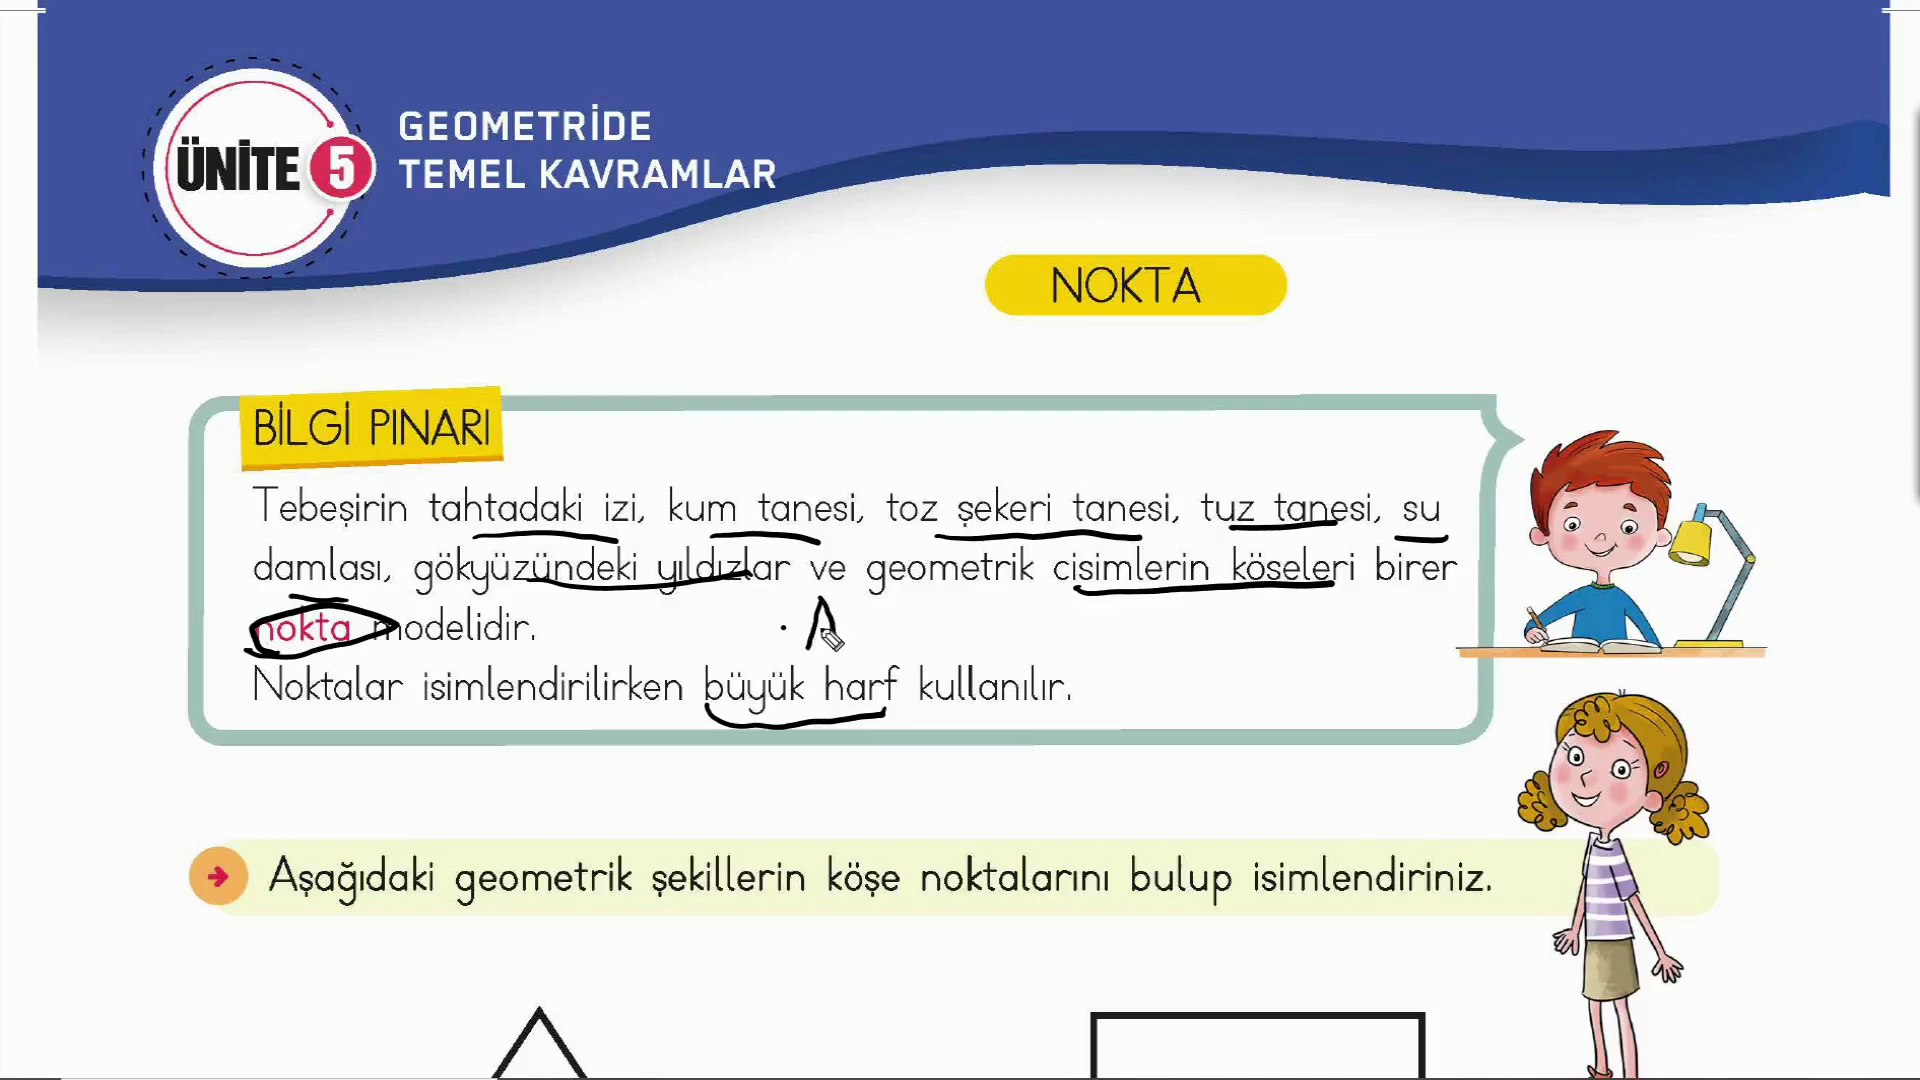 ÜNİTE 5
GEOMETRİDE
TEMEL KAVRAMLAR
NOKTA
BİLGİ PINARI
Tebeşirin tahtadaki izi, kum tanesi, toz şekeri tanesi, tuz tanesi, su
damlası, gökyüzündeki yıldızlar ve geometrik cisimlerin köşeleri birer
nokta modelidir.
. A
Noktalar isimlendirilirken büyük harf kullanılır.
Aşağıdaki geometrik şekillerin köşe noktalarını bulup isimlendiriniz.